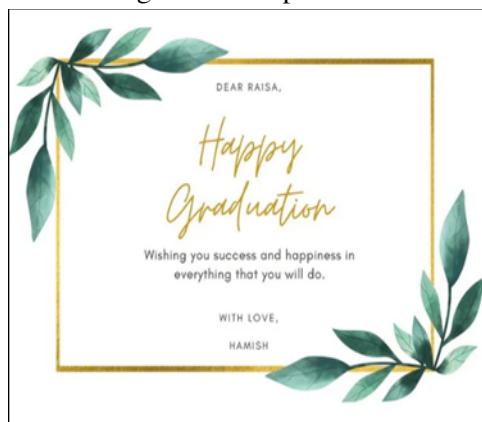 DEAR RAISA,
Happy
Graduation
Wishing you success and happiness in
everything that you will do.
WITH LOVE,
HAMISH